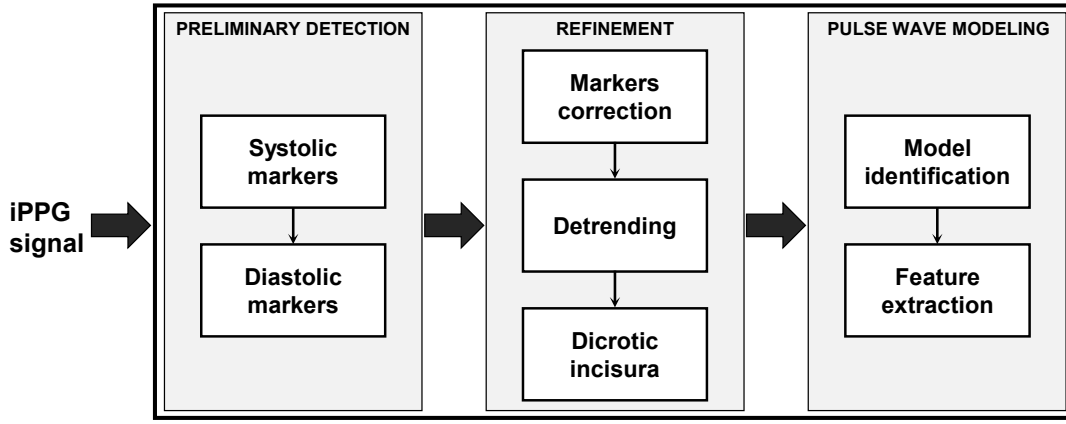 iPPG
signal
PRELIMINARY DETECTION
Systolic
markers
Diastolic
markers
REFINEMENT
Markers
correction
Detrending
Dicrotic
incisura
PULSE WAVE MODELING
Model
identification
Feature
extraction